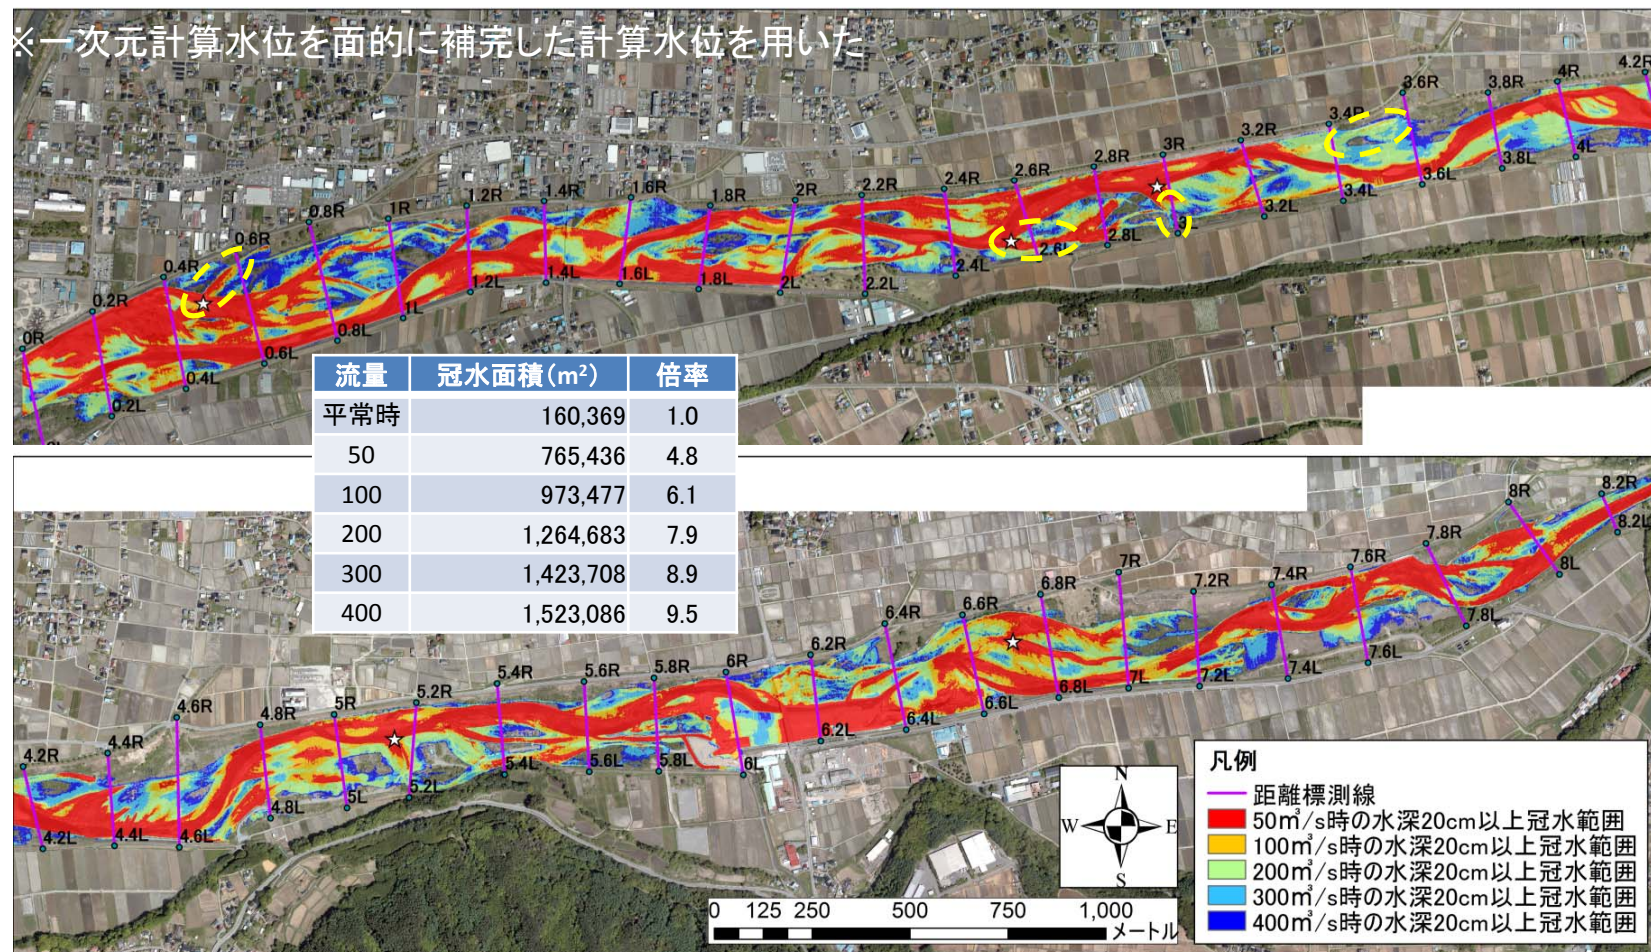 ※一次元計算水位を面的に補完した計算水位を用いた
0R 0.2R 0.4R 0.6R 0.8R 1R 1.2R 1.4R 1.6R 1.8R 2R 2.2R 2.4R 2.6R 2.8R 3R 3.2R 3.4R 3.6R 3.8R 4R 4.2R
0.2L 0.4L 0.6L 0.8L 1L 1.2L 1.4L 1.6L 1.8L 2L 2.2L 2.4L 2.6L 2.8L 3 3.2L 3.4L 3.6L 3.8L 4L
流量 冠水面積(m²) 倍率
平常時 160,369 1.0
50 765,436 4.8
100 973,477 6.1
200 1,264,683 7.9
300 1,423,708 8.9
400 1,523,086 9.5
4.2R 4.4R 4.6R 4.8R 5R 5.2R 5.4R 5.6R 5.8R 6R 6.2R 6.4R 6.6R 6.8R 7R 7.2R 7.4R 7.6R 7.8R 8R 8.2R
4.2L 4.4L 4.6L 4.8L 5L 5.2L 5.4L 5.6L 5.8L 6L 6.2L 6.4L 6.6L 6.8L 7L 7.2L 7.4L 7.6L 7.8L 8L 8.2L
N
W E
S
0 125 250 500 750 1,000
メートル
凡例
距離標測線
50㎥/s時の水深20cm以上冠水範囲
100㎥/s時の水深20cm以上冠水範囲
200㎥/s時の水深20cm以上冠水範囲
300㎥/s時の水深20cm以上冠水範囲
400㎥/s時の水深20cm以上冠水範囲